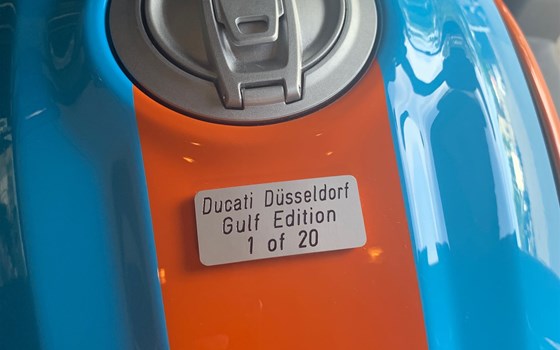 Ducati Düsseldorf
Gulf Edition
1 of 20